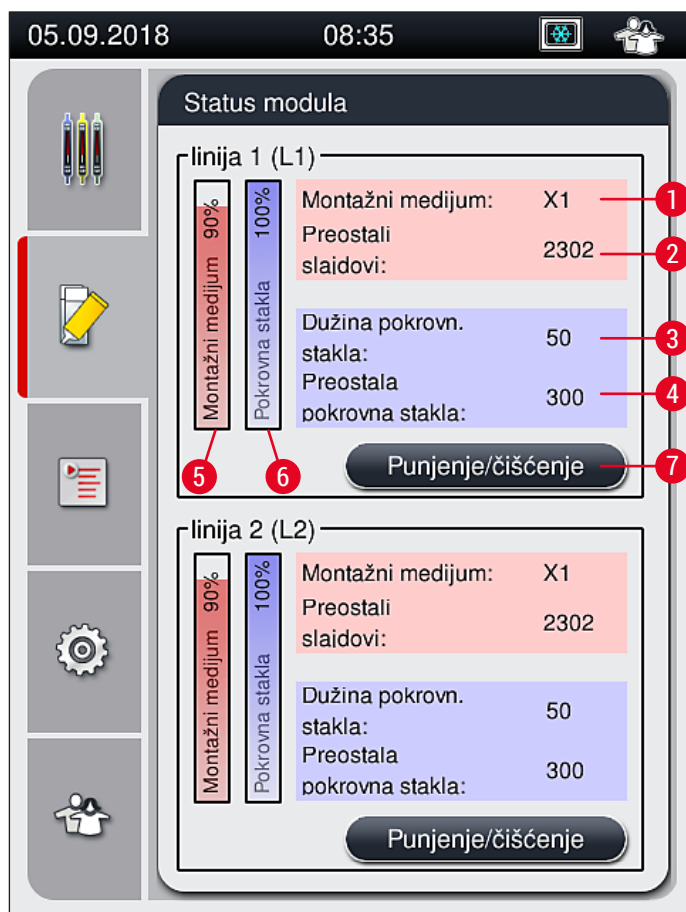 05.09.2018 08:35
Status modula
linija 1 (L1)
Montažni medijum 90%
Pokrovna stakla 100%
Montažni medijum: X1 1
Preostali
slajdovi: 2302 2
Dužina pokrovn.
stakla: 50 3
Preostala
pokrovna stakla: 300 4
5 6
Punjenje/čišćenje 7
linija 2 (L2)
Montažni medijum 90%
Pokrovna stakla 100%
Montažni medijum: X1
Preostali
slajdovi: 2302
Dužina pokrovn.
stakla: 50
Preostala
pokrovna stakla: 300
Punjenje/čišćenje